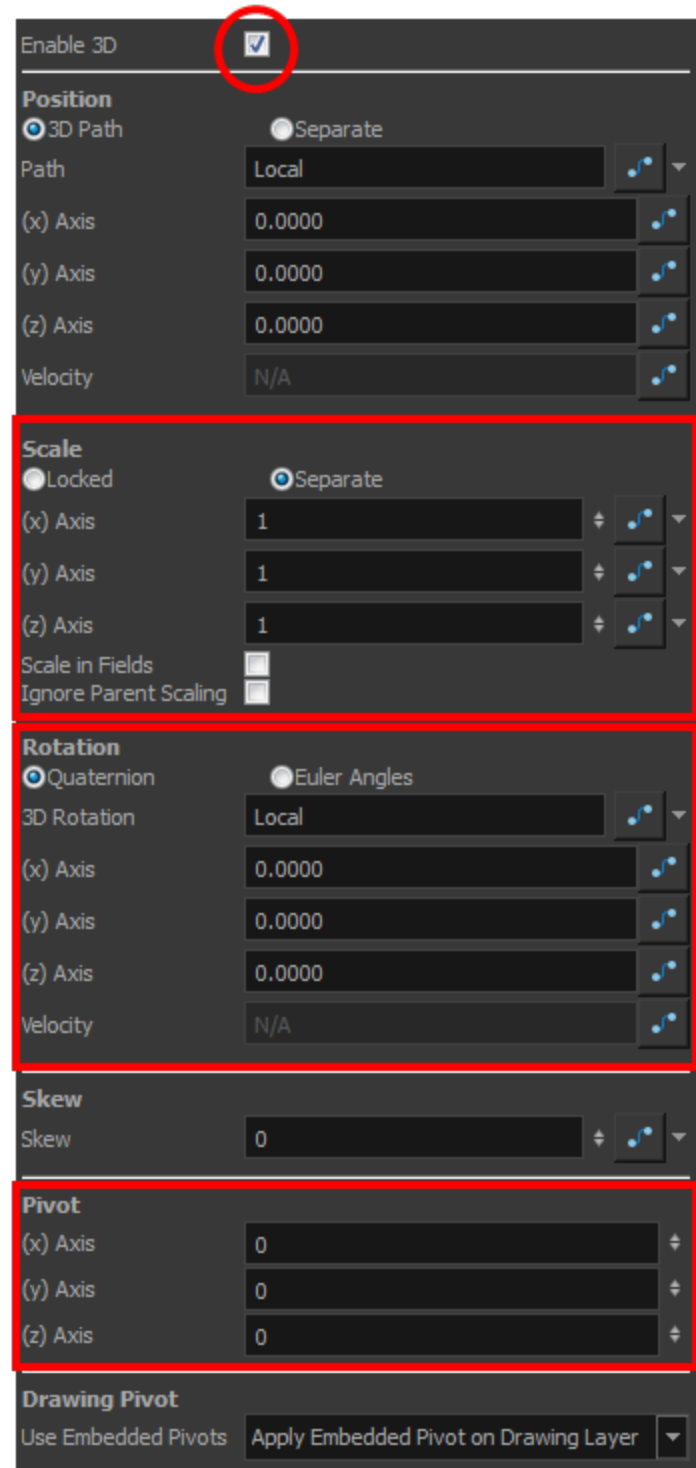 Enable 3D
Position
3D Path Separate
Path Local
(x) Axis 0.0000
(y) Axis 0.0000
(z) Axis 0.0000
Velocity N/A
Scale
Locked Separate
(x) Axis 1
(y) Axis 1
(z) Axis 1
Scale in Fields
Ignore Parent Scaling
Rotation
Quaternion Euler Angles
3D Rotation Local
(x) Axis 0.0000
(y) Axis 0.0000
(z) Axis 0.0000
Velocity N/A
Skew
Skew 0
Pivot
(x) Axis 0
(y) Axis 0
(z) Axis 0
Drawing Pivot
Use Embedded Pivots Apply Embedded Pivot on Drawing Layer